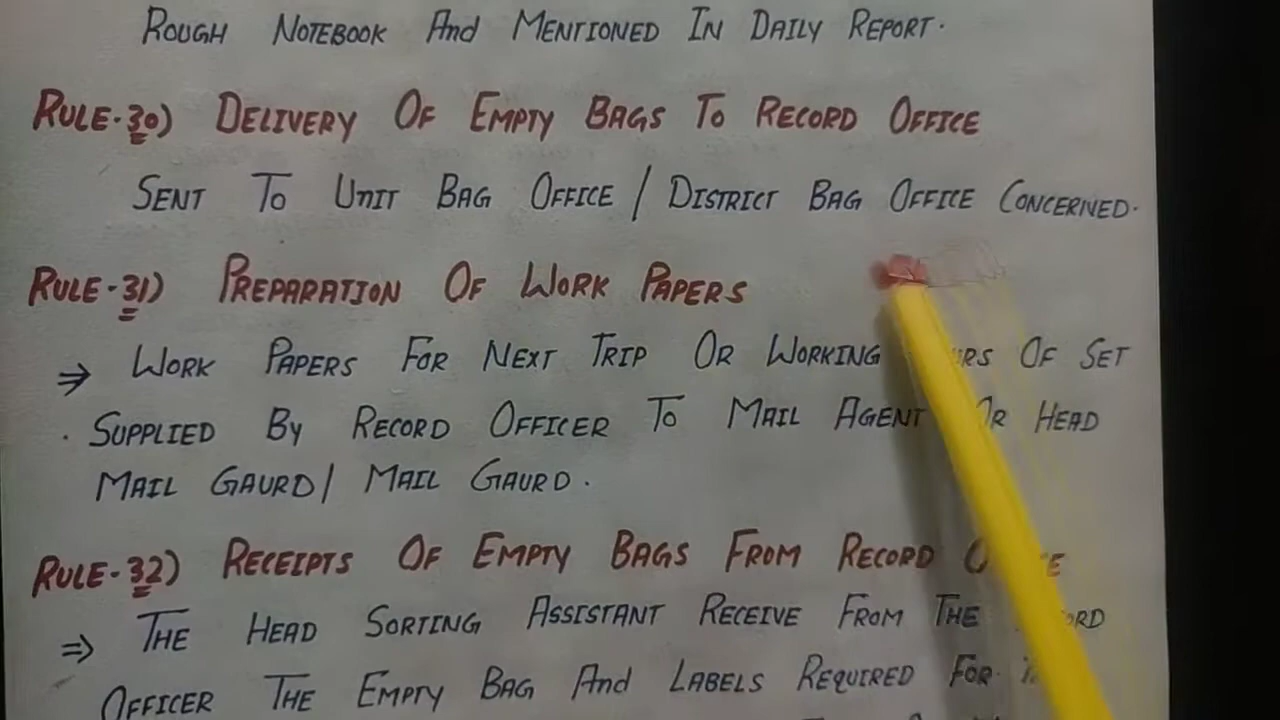 ROUGH NOTEBOOK And MENTIONED IN DAILY REPORT.
RULE-30) DELIVERY OF EMPTY BAGS TO RECORD OFFICE
SENT TO UnIT BAG OFFICE / DISTRICT BAG OFFICE CONCERNED.
RULE-31) PREPARATION OF WORK PAPERS
⇒ WORK PAPERS FOR NEXT TRIP OR WORKING OF SET
SUPPLIED By RECORD OFFICER TO MAIL AGENT HEAD
MAIL GAURD/ MAIL GAURD.
RULE-32) RECEIPTS OF EMPTY BAGS FROM RECORD
⇒ THE HEAD SORTING ASSISTANT RECEIVE FROM THE
OFFICER THE EMPTY BAG And LABELS REQUIRED FOR